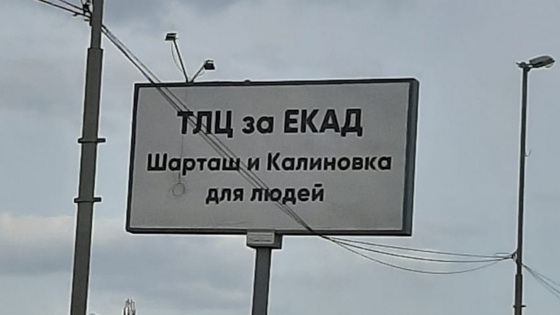 ТЛЦ за ЕКАД
Шарташ и Калиновка
для людей